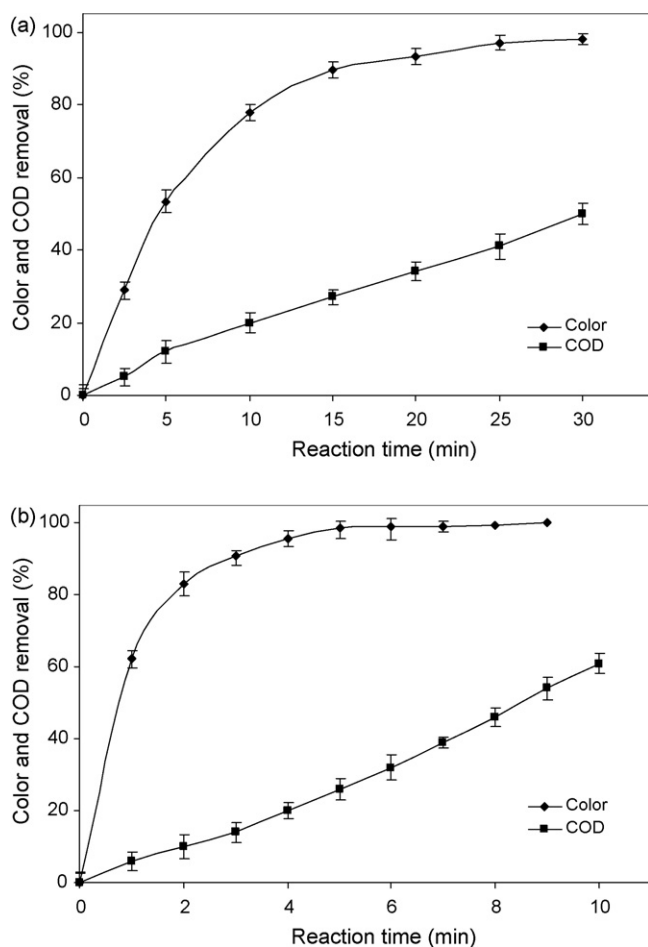 (a)
100
80
60
40
20
0
Color and COD removal (%)
Color
COD
0 5 10 15 20 25 30
Reaction time (min)
(b)
100
80
60
40
20
0
Color and COD removal (%)
Color
COD
0 2 4 6 8 10
Reaction time (min)